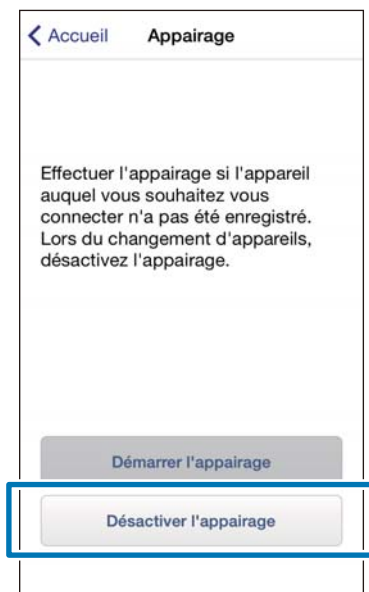 Accueil Appairage
Effectuer l'appairage si l'appareil
auquel vous souhaitez vous
connecter n'a pas été enregistré.
Lors du changement d'appareils,
désactivez l'appairage.
Démarrer l'appairage
Désactiver l'appairage